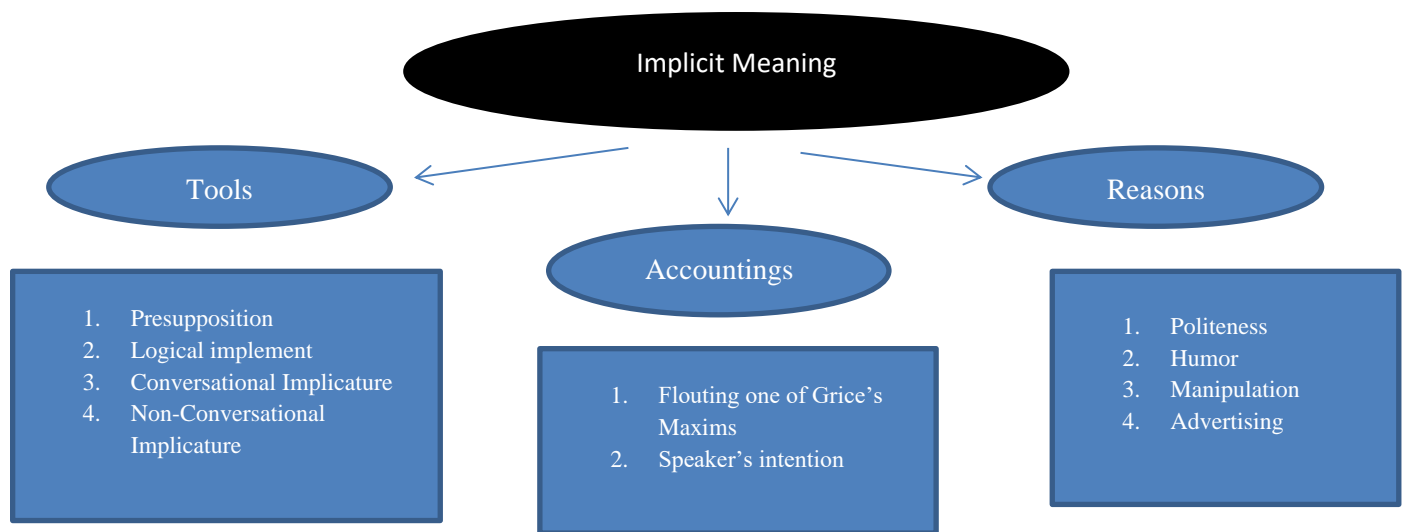 Implicit Meaning
Tools
1. Presupposition
2. Logical implement
3. Conversational Implicature
4. Non-Conversational
Implicature
Accountings
1. Flouting one of Grice’s
Maxims
2. Speaker’s intention
Reasons
1. Politeness
2. Humor
3. Manipulation
4. Advertising